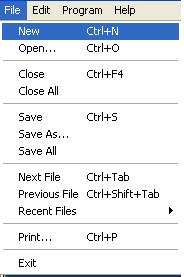 File Edit Program Help
New Ctrl+N
Open... Ctrl+O
Close Ctrl+F4
Close All
Save Ctrl+S
Save As...
Save All
Next File Ctrl+Tab
Previous File Ctrl+Shift+Tab
Recent Files
Print... Ctrl+P
Exit